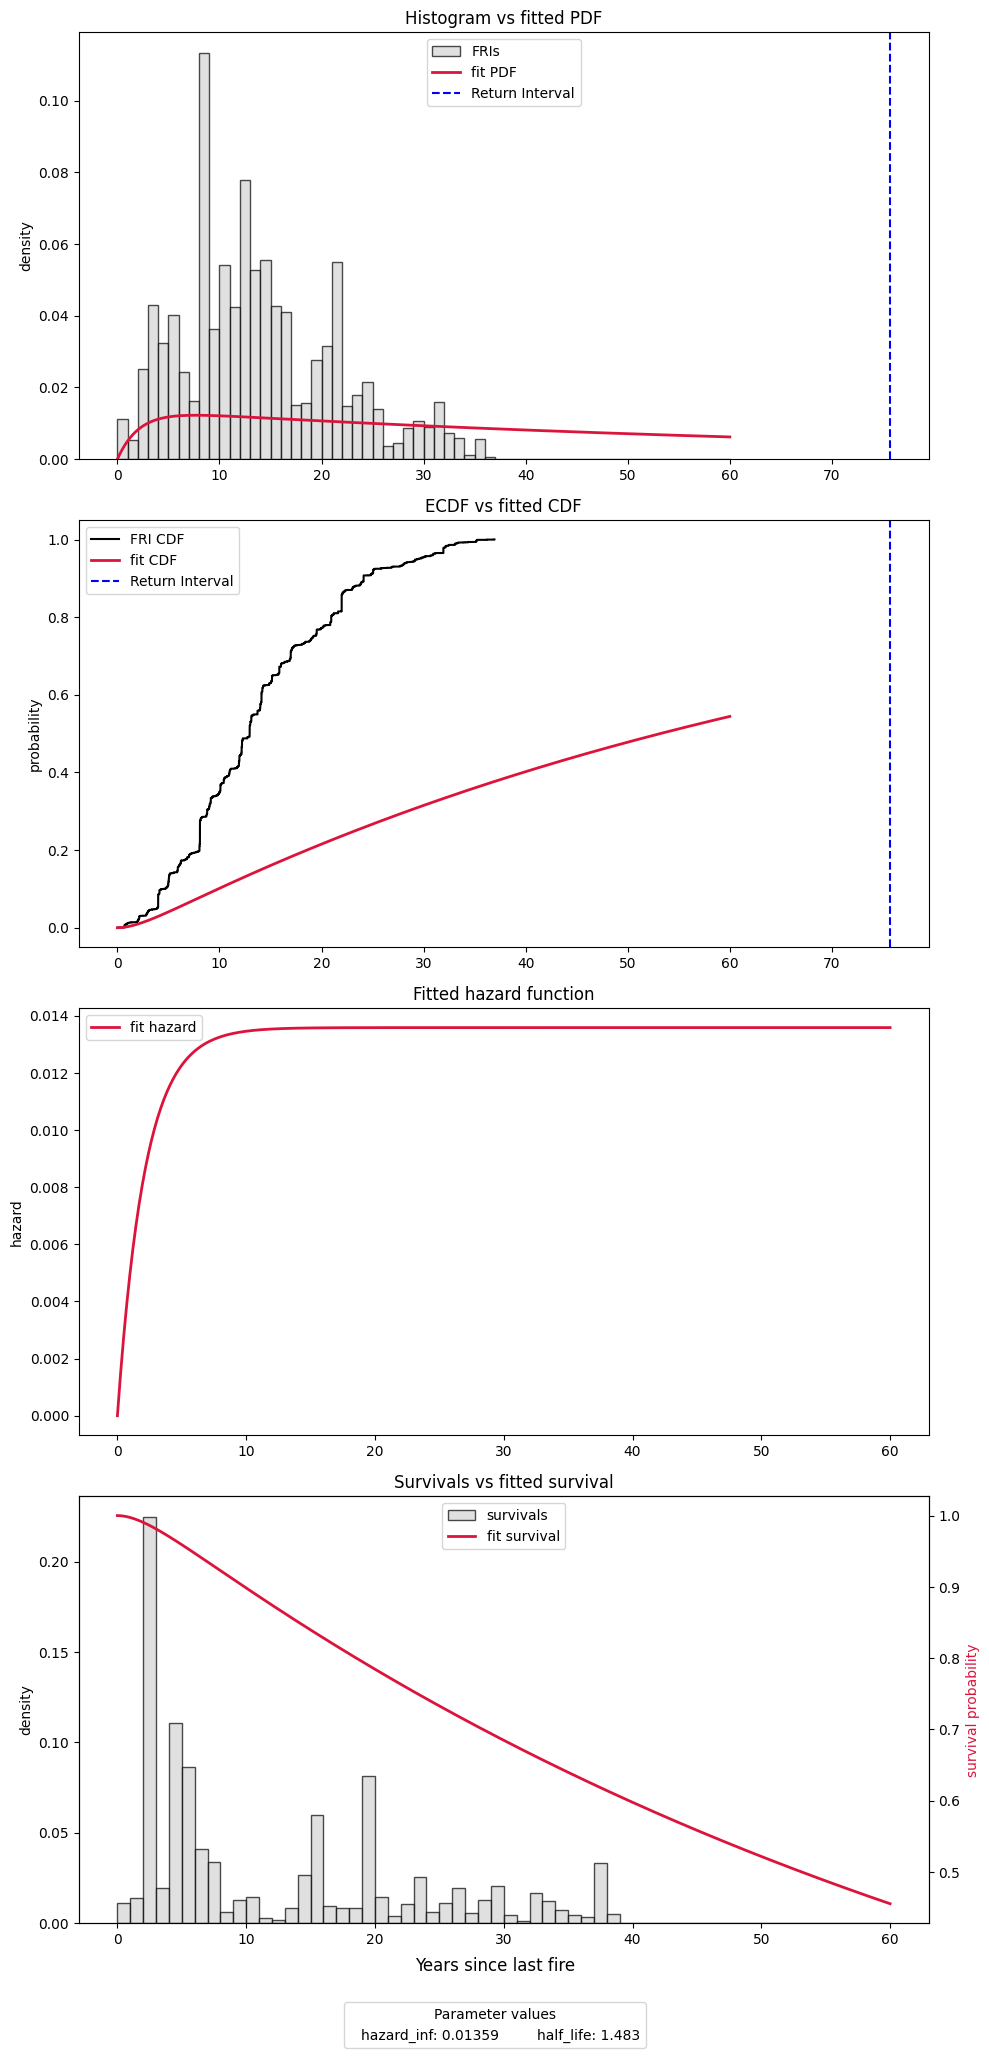 Histogram vs fitted PDF
FRIs
fit PDF
Return Interval
density
0.10
0.08
0.06
0.04
0.02
0.00
0 10 20 30 40 50 60 70
ECDF vs fitted CDF
FRI CDF
fit CDF
Return Interval
probability
1.0
0.8
0.6
0.4
0.2
0.0
0 10 20 30 40 50 60 70
Fitted hazard function
fit hazard
hazard
0.014
0.012
0.010
0.008
0.006
0.004
0.002
0.000
0 10 20 30 40 50 60
Survivals vs fitted survival
survivals
fit survival
density
0.20
0.15
0.10
0.05
0.00
1.0
0.9
0.8
0.7
0.6
0.5
survival probability
0 10 20 30 40 50 60
Years since last fire
Parameter values
hazard_inf: 0.01359 half_life: 1.483